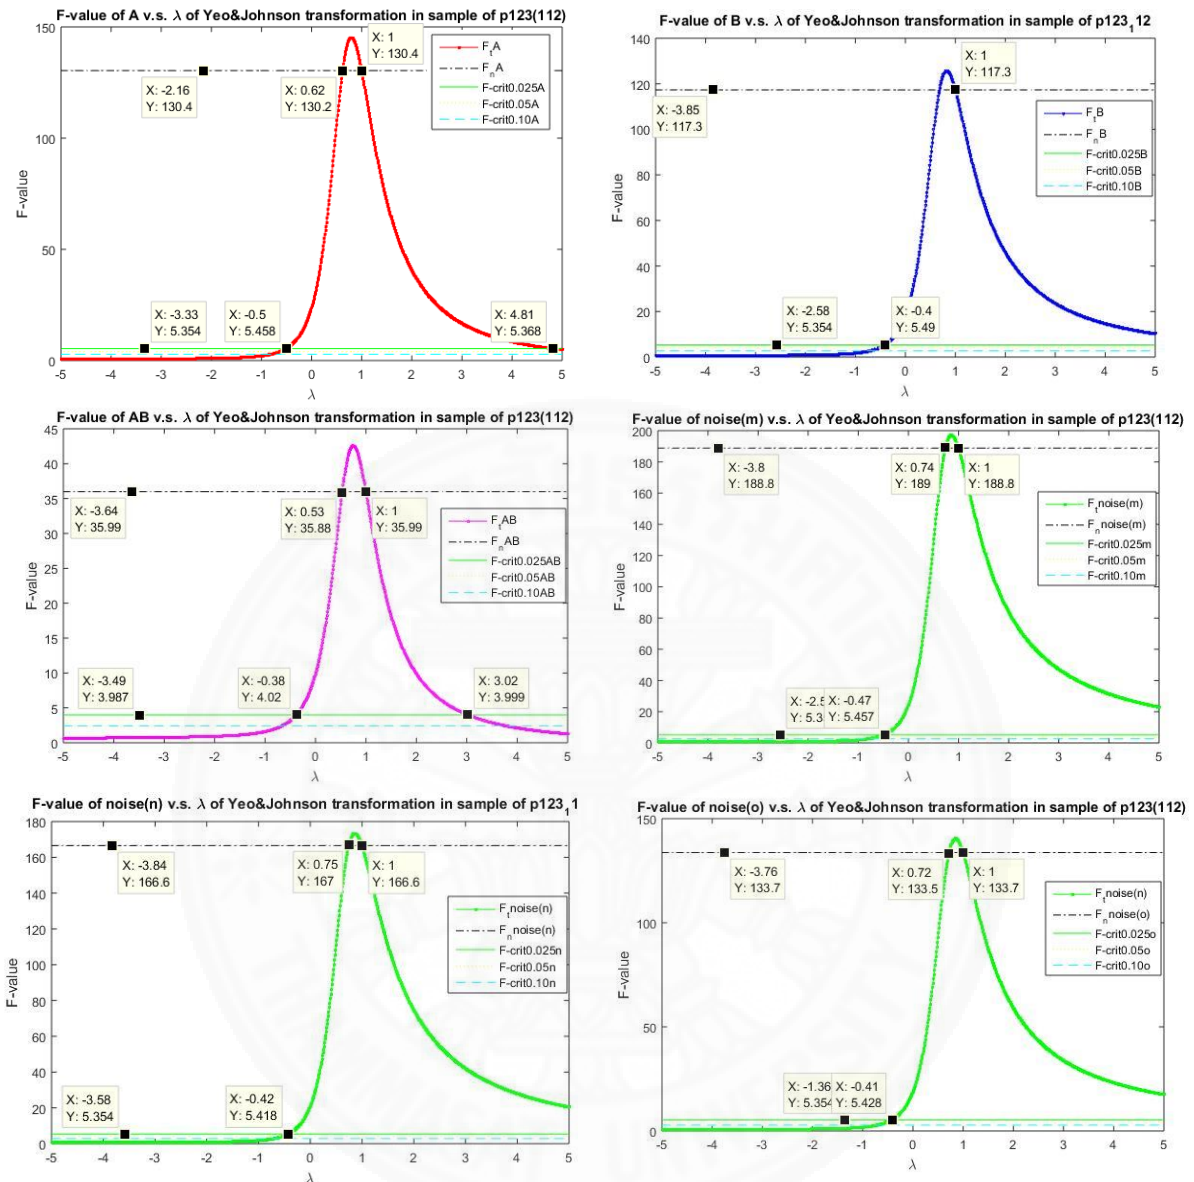 F-value of A v.s. λ of Yeo&Johnson transformation in sample of p123(112)
150
100
50
0
F-value
-5 -4 -3 -2 -1 0 1 2 3 4 5
λ
X: 1
Y: 130.4
X: -2.16
Y: 130.4
X: 0.62
Y: 130.2
X: -3.33
Y: 5.354
X: -0.5
Y: 5.458
X: 4.81
Y: 5.368
FtA
FnA
F-crit0.025A
F-crit0.05A
F-crit0.10A
F-value of B v.s. λ of Yeo&Johnson transformation in sample of p123₁12
140
120
100
80
60
40
20
0
F-value
-5 -4 -3 -2 -1 0 1 2 3 4 5
λ
X: 1
Y: 117.3
X: -3.85
Y: 117.3
X: -2.58
Y: 5.354
X: -0.4
Y: 5.49
FtB
FnB
F-crit0.025B
F-crit0.05B
F-crit0.10B
F-value of AB v.s. λ of Yeo&Johnson transformation in sample of p123(112)
45
40
35
30
25
20
15
10
5
0
F-value
-5 -4 -3 -2 -1 0 1 2 3 4 5
λ
X: -3.64
Y: 35.99
X: 0.53
Y: 35.88
X: 1
Y: 35.99
X: -3.49
Y: 3.987
X: -0.38
Y: 4.02
X: 3.02
Y: 3.999
FtAB
FnAB
F-crit0.025AB
F-crit0.05AB
F-crit0.10AB
F-value of noise(m) v.s. λ of Yeo&Johnson transformation in sample of p123(112)
200
180
160
140
120
100
80
60
40
20
0
F-value
-5 -4 -3 -2 -1 0 1 2 3 4 5
λ
X: -3.8
Y: 188.8
X: 0.74
Y: 189
X: 1
Y: 188.8
X: -2.5
Y: 5.3
X: -0.47
Y: 5.457
Ftnoise(m)
Fnnoise(m)
F-crit0.025m
F-crit0.05m
F-crit0.10m
F-value of noise(n) v.s. λ of Yeo&Johnson transformation in sample of p123₁1
180
160
140
120
100
80
60
40
20
0
F-value
-5 -4 -3 -2 -1 0 1 2 3 4 5
λ
X: -3.84
Y: 166.6
X: 0.75
Y: 167
X: 1
Y: 166.6
X: -3.58
Y: 5.354
X: -0.42
Y: 5.418
Ftnoise(n)
Fnnoise(n)
F-crit0.025n
F-crit0.05n
F-crit0.10n
F-value of noise(o) v.s. λ of Yeo&Johnson transformation in sample of p123(112)
150
100
50
0
F-value
-5 -4 -3 -2 -1 0 1 2 3 4 5
λ
X: -3.76
Y: 133.7
X: 0.72
Y: 133.5
X: 1
Y: 133.7
X: -1.36
Y: 5.354
X: -0.41
Y: 5.428
Ftnoise(n)
Fnnoise(o)
F-crit0.025o
F-crit0.05o
F-crit0.10o